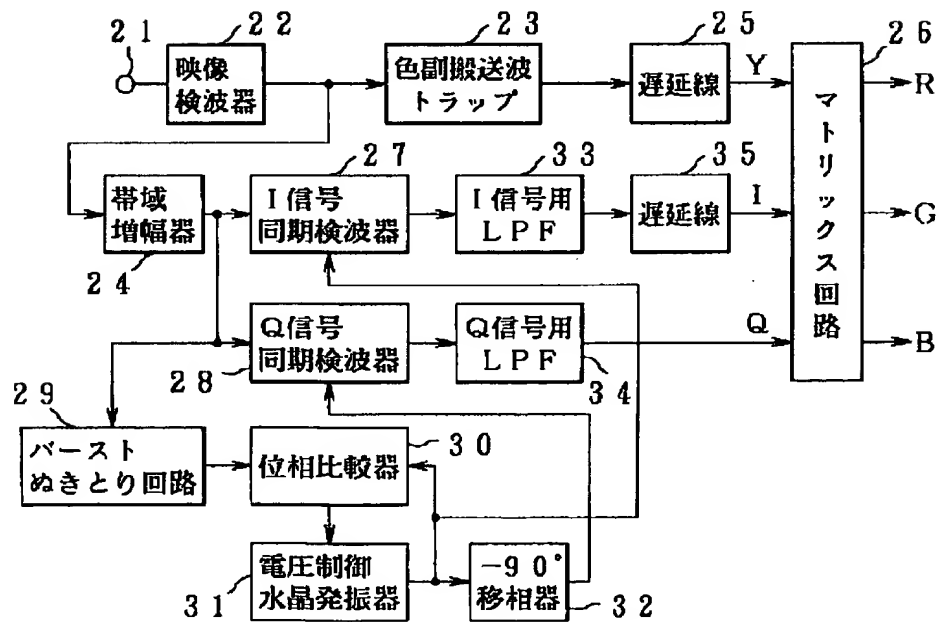 21
22
映像
検波器
23
色副搬送波
トラップ
25
遅延線
Y
26
マトリックス回路
R
G
B
24
帯域
増幅器
27
I信号
同期検波器
33
I信号用
LPF
35
遅延線
I
28
Q信号
同期検波器
34
Q信号用
LPF
Q
29
バースト
ぬきとり回路
30
位相比較器
31
電圧制御
水晶発振器
32
-90°
移相器